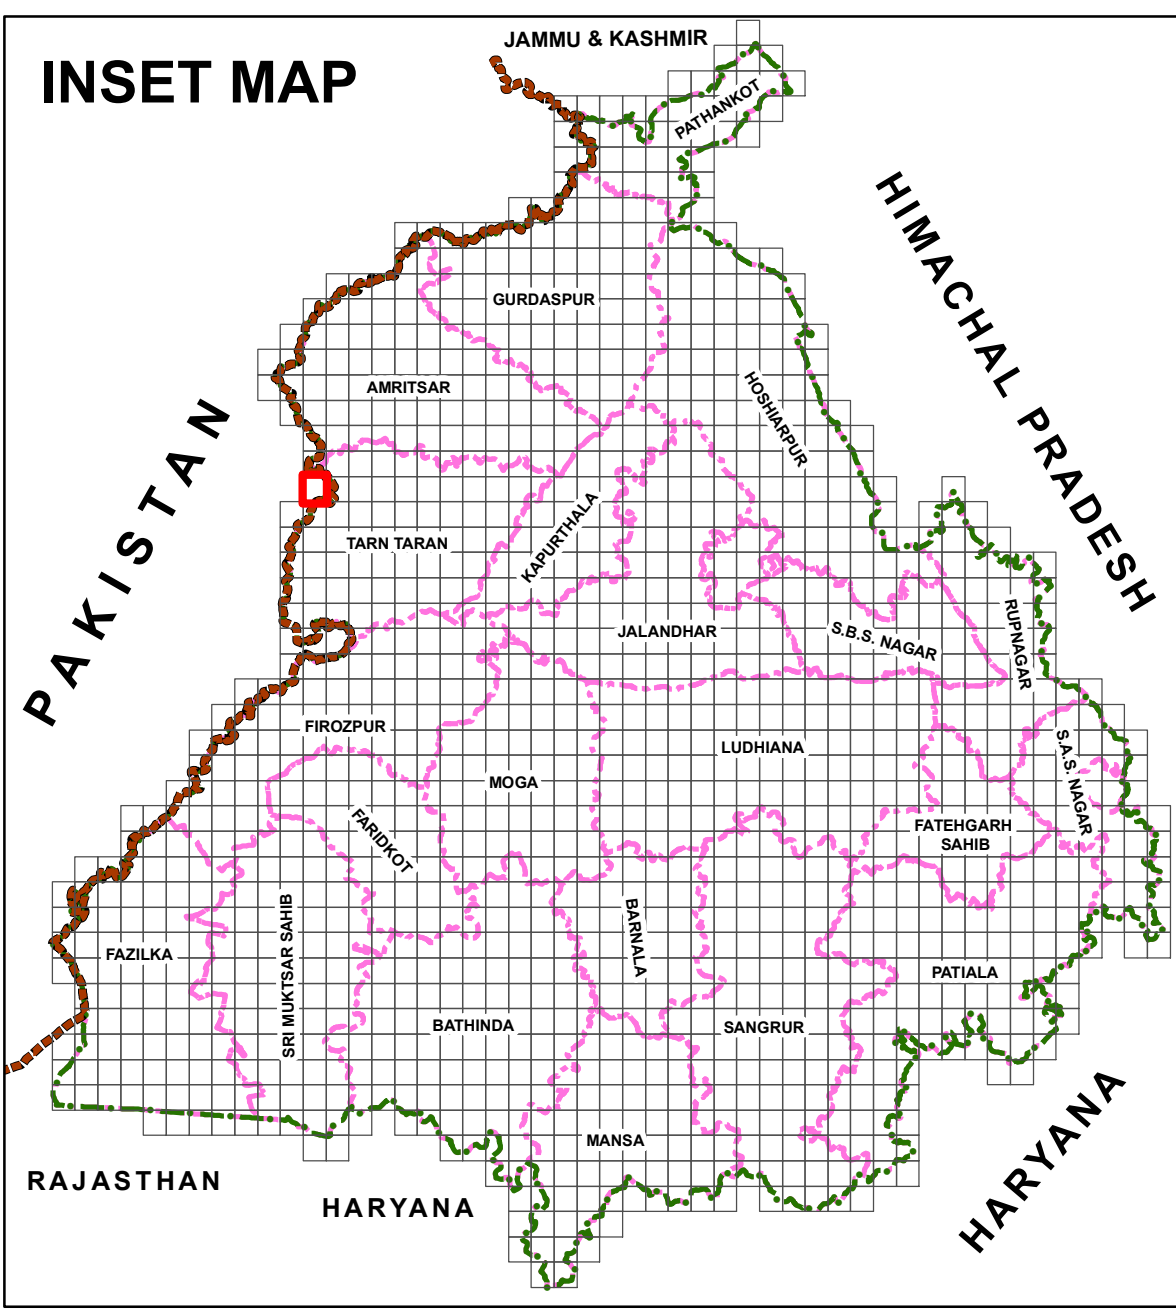 JAMMU & KASHMIR
INSET MAP
PATHANKOT
HIMACHAL PRADESH
GURDASPUR
AMRITSAR
HOSHIARPUR
PAKISTAN
KAPURTHALA
TARN TARAN
JALANDHAR
S.B.S. NAGAR
RUPNAGAR
FIROZPUR
LUDHIANA
S.A.S. NAGAR
MOGA
FARIDKOT
FATEHGARH
SAHIB
SRI MUKTSAR SAHIB
BARNALA
FAZILKA
PATIALA
BATHINDA
SANGRUR
MANSA
RAJASTHAN
HARYANA
HARYANA